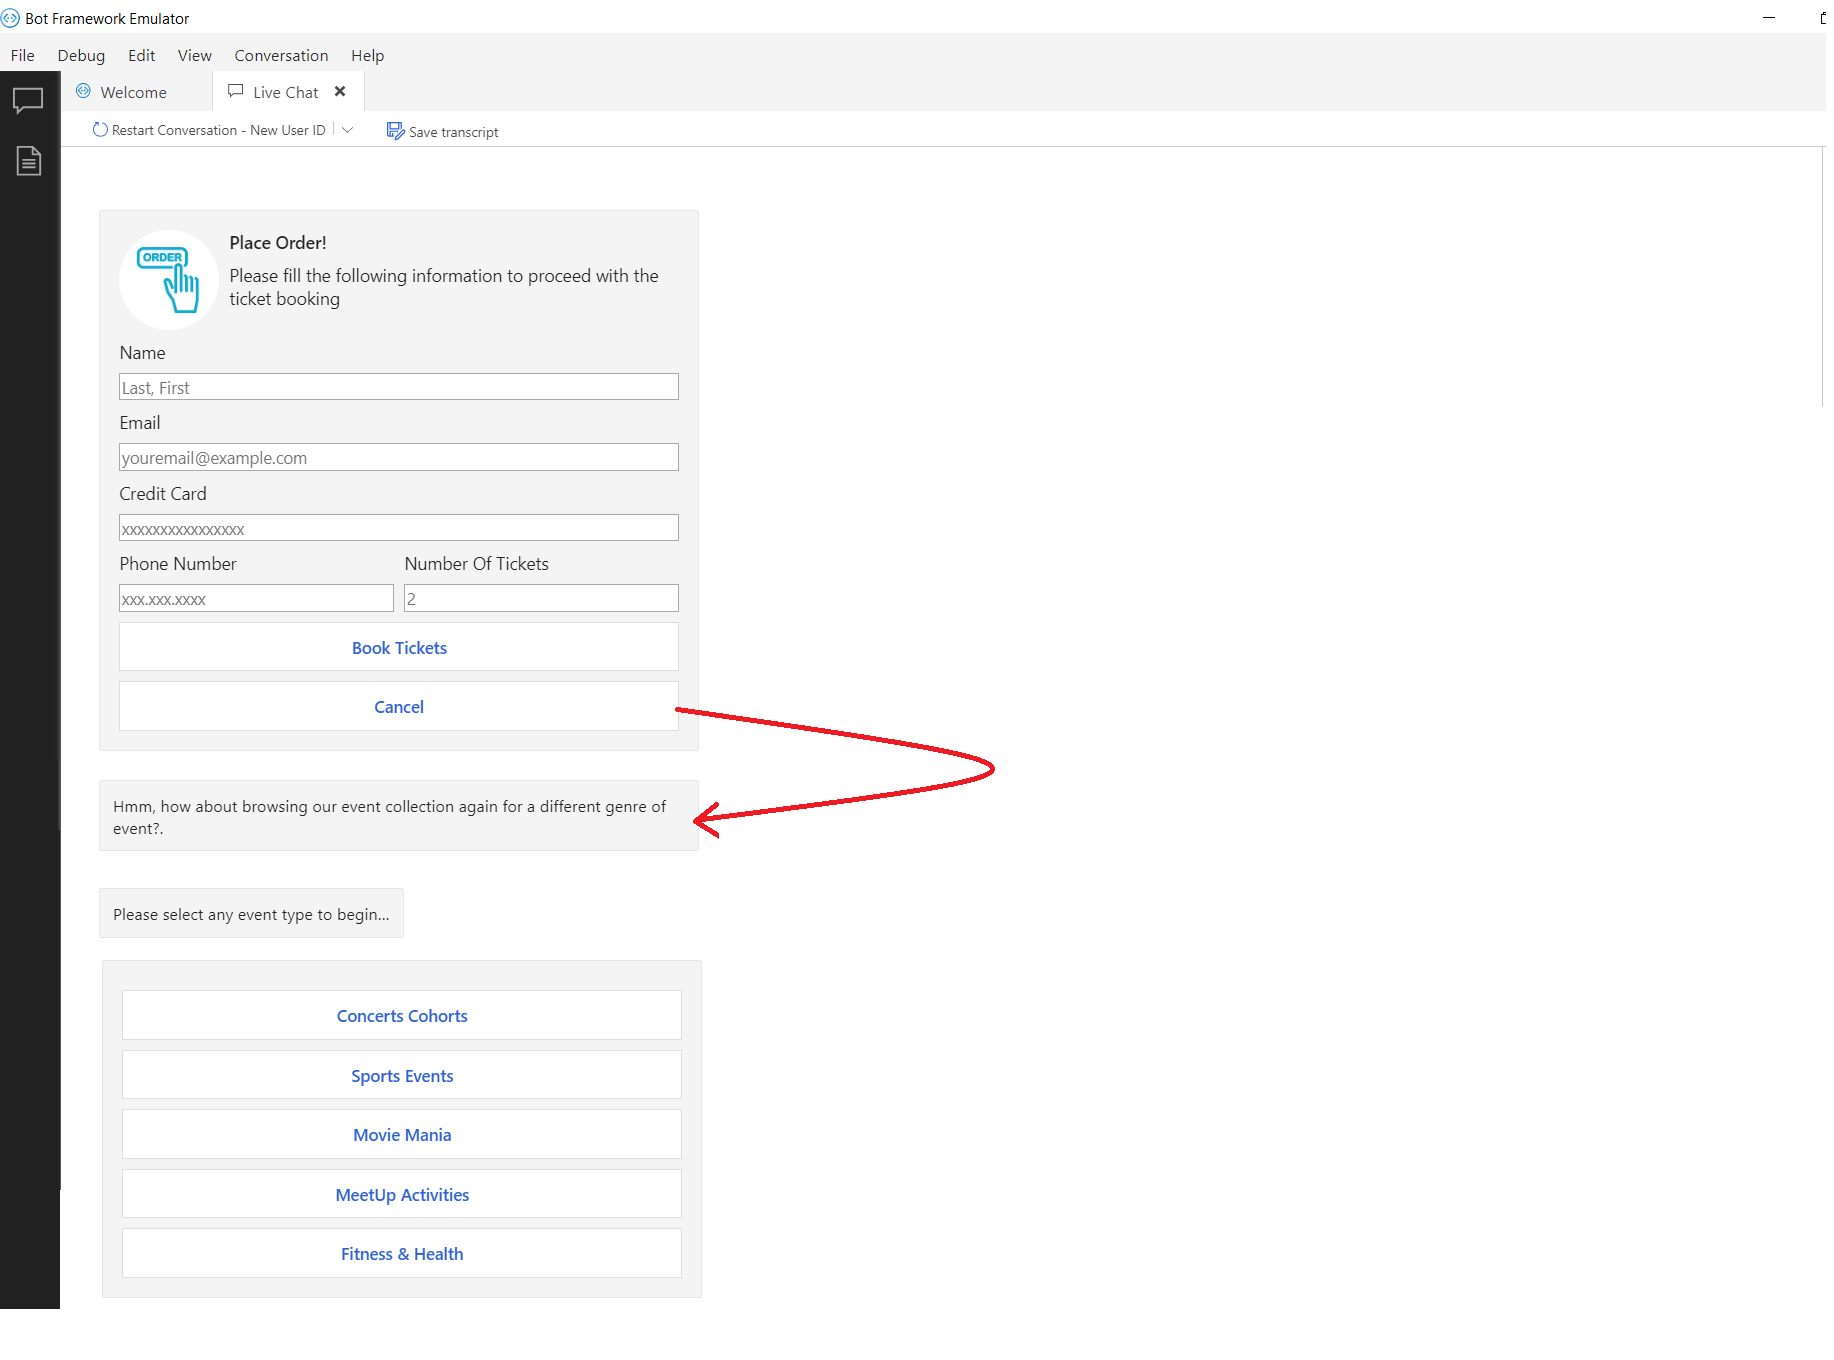 Bot Framework Emulator
File Debug Edit View Conversation Help
Welcome Live Chat
Restart Conversation - New User ID Save transcript
ORDER
Place Order!
Please fill the following information to proceed with the
ticket booking
Name
Last, First
Email
youremail@example.com
Credit Card
xxxxxxxxxxxxxxxx
Phone Number Number Of Tickets
xxx.xxx.xxxx 2
Book Tickets
Cancel
Hmm, how about browsing our event collection again for a different genre of
event?.
Please select any event type to begin...
Concerts Cohorts
Sports Events
Movie Mania
MeetUp Activities
Fitness & Health